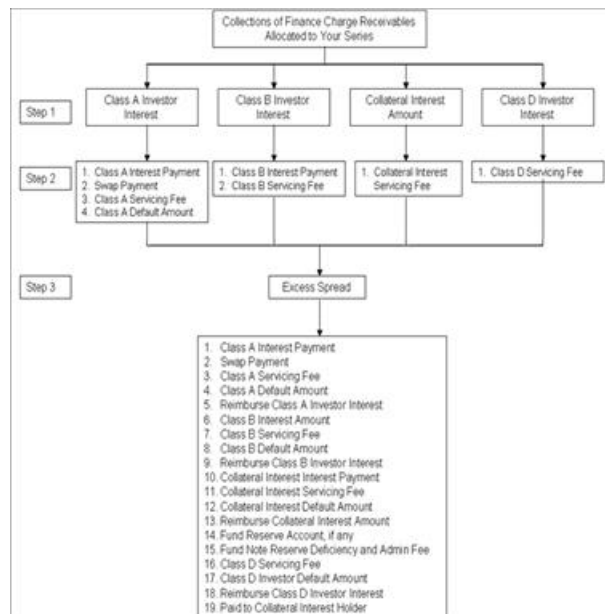 Collections of Finance Charge Receivables
Allocated to Your Series
Step 1
Class A Investor
Interest
Class B Investor
Interest
Collateral Interest
Amount
Class D Investor
Interest
Step 2
1. Class A Interest Payment
2. Swap Payment
3. Class A Servicing Fee
4. Class A Default Amount
1. Class B Interest Payment
2. Class B Servicing Fee
1. Collateral Interest
Servicing Fee
1. Class D Servicing Fee
Step 3
Excess Spread
1. Class A Interest Payment
2. Swap Payment
3. Class A Servicing Fee
4. Class A Default Amount
5. Reimburse Class A Investor Interest
6. Class B Interest Amount
7. Class B Servicing Fee
8. Class B Default Amount
9. Reimburse Class B Investor Interest
10. Collateral Interest Interest Payment
11. Collateral Interest Servicing Fee
12. Collateral Interest Default Amount
13. Reimburse Collateral Interest Amount
14. Fund Reserve Account, if any
15. Fund Note Reserve Deficiency and Admin Fee
16. Class D Servicing Fee
17. Class D Investor Default Amount
18. Reimburse Class D Investor Interest
19. Paid to Collateral Interest Holder